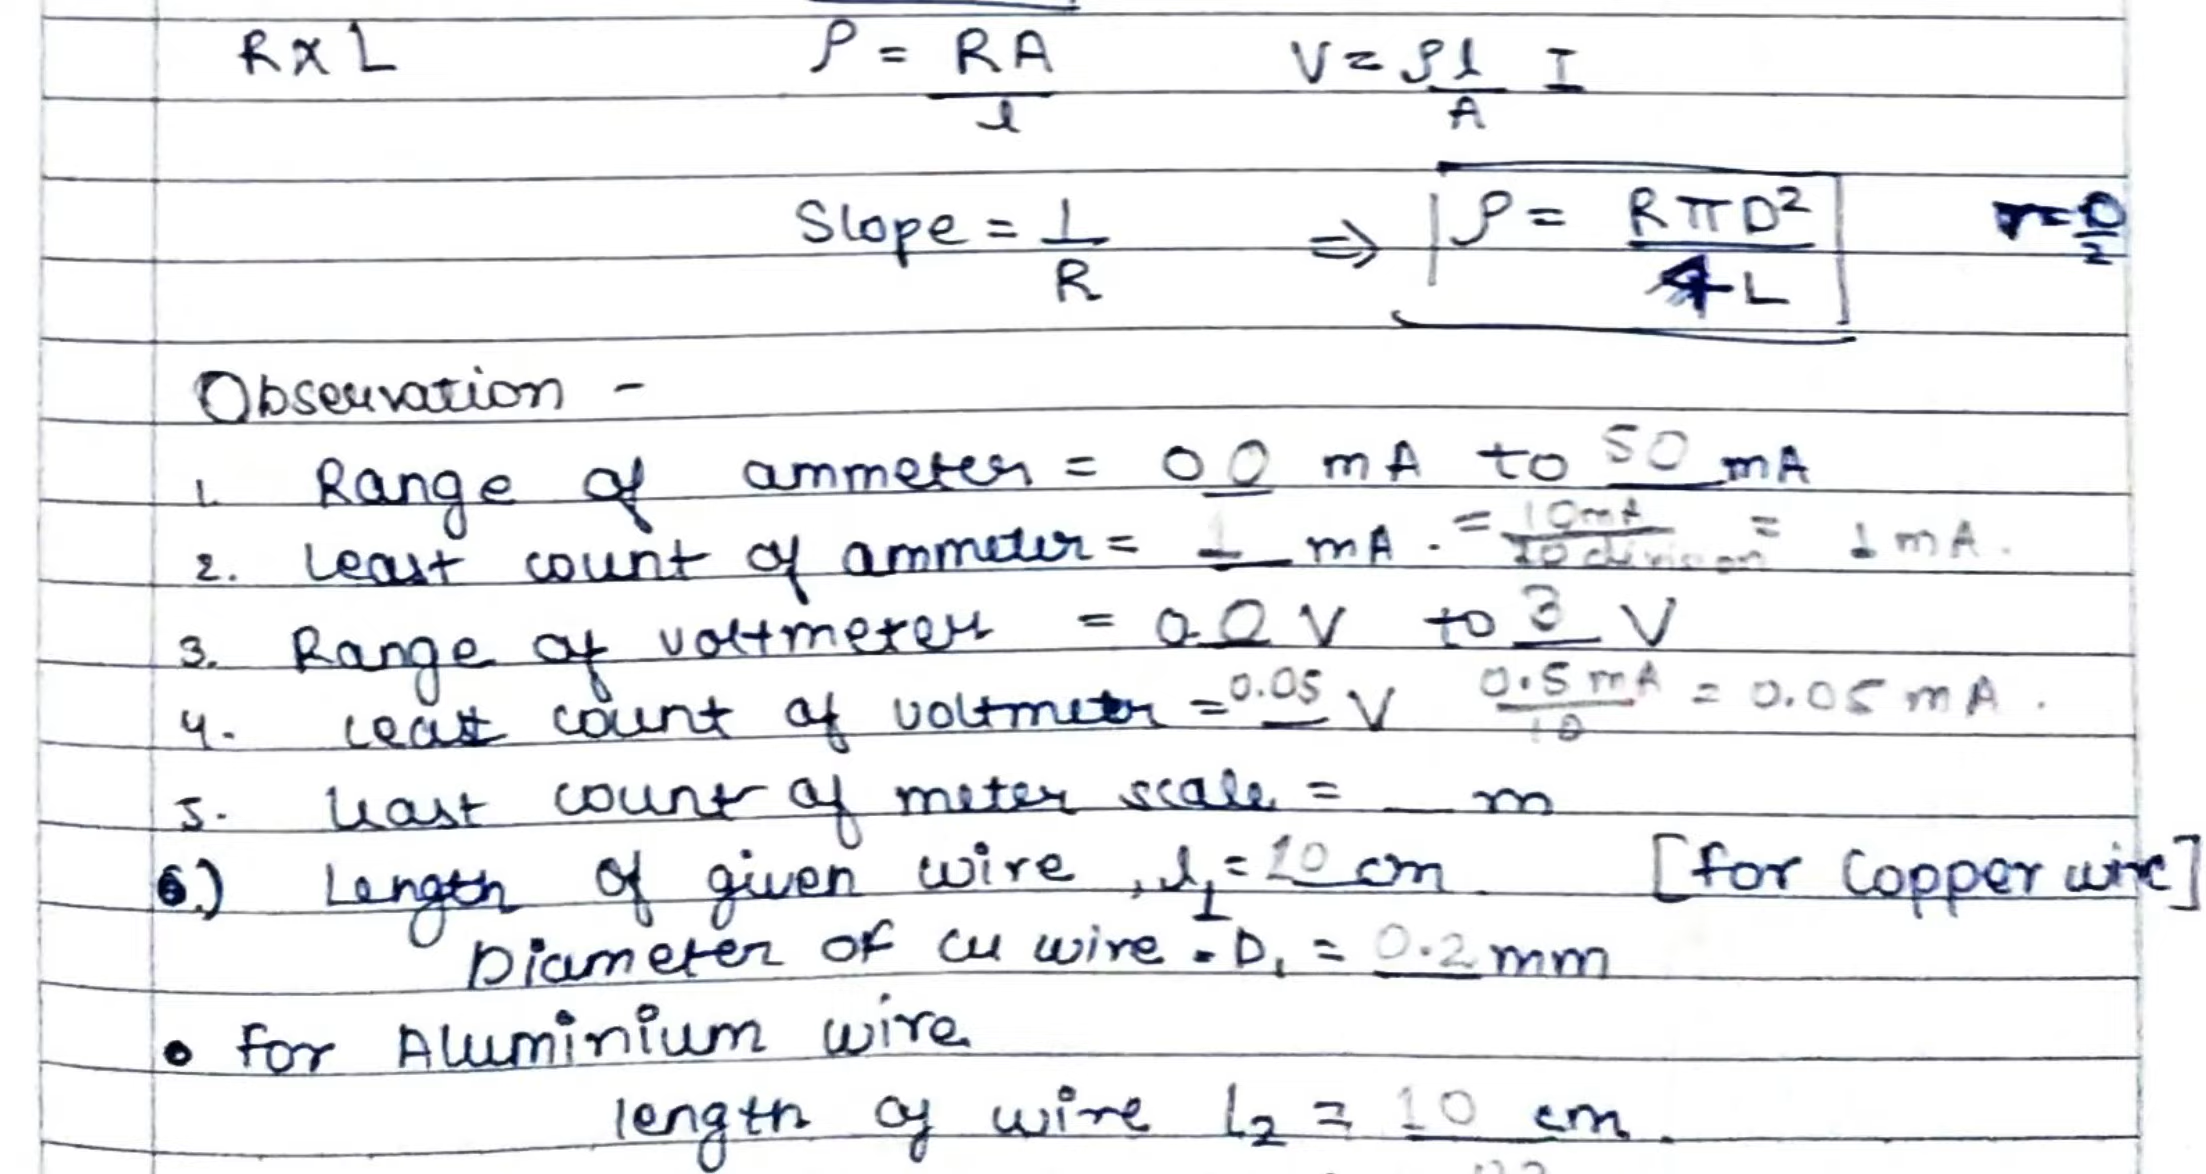 R x L    ρ = RA/l    V = ρl/A I
Slope = 1/R ⇒ ρ = RπD²/4L    r = D/2
Observation -
1. Range of ammeter = 00 mA to 50 mA
2. Least count of ammeter = 1 mA. = 10mA/10 division = 1mA.
3. Range of voltmeter = 0.0 V to 3 V
4. Least count of voltmeter = 0.05 V 0.5 mA/10 = 0.05 mA.
5. Least count of meter scale = _ m
6.) Length of given wire, l₁ = 10 cm [for Copper wire]
Diameter of cu wire. D₁ = 0.2 mm
• For Aluminium wire
length of wire L₂ = 10 cm.